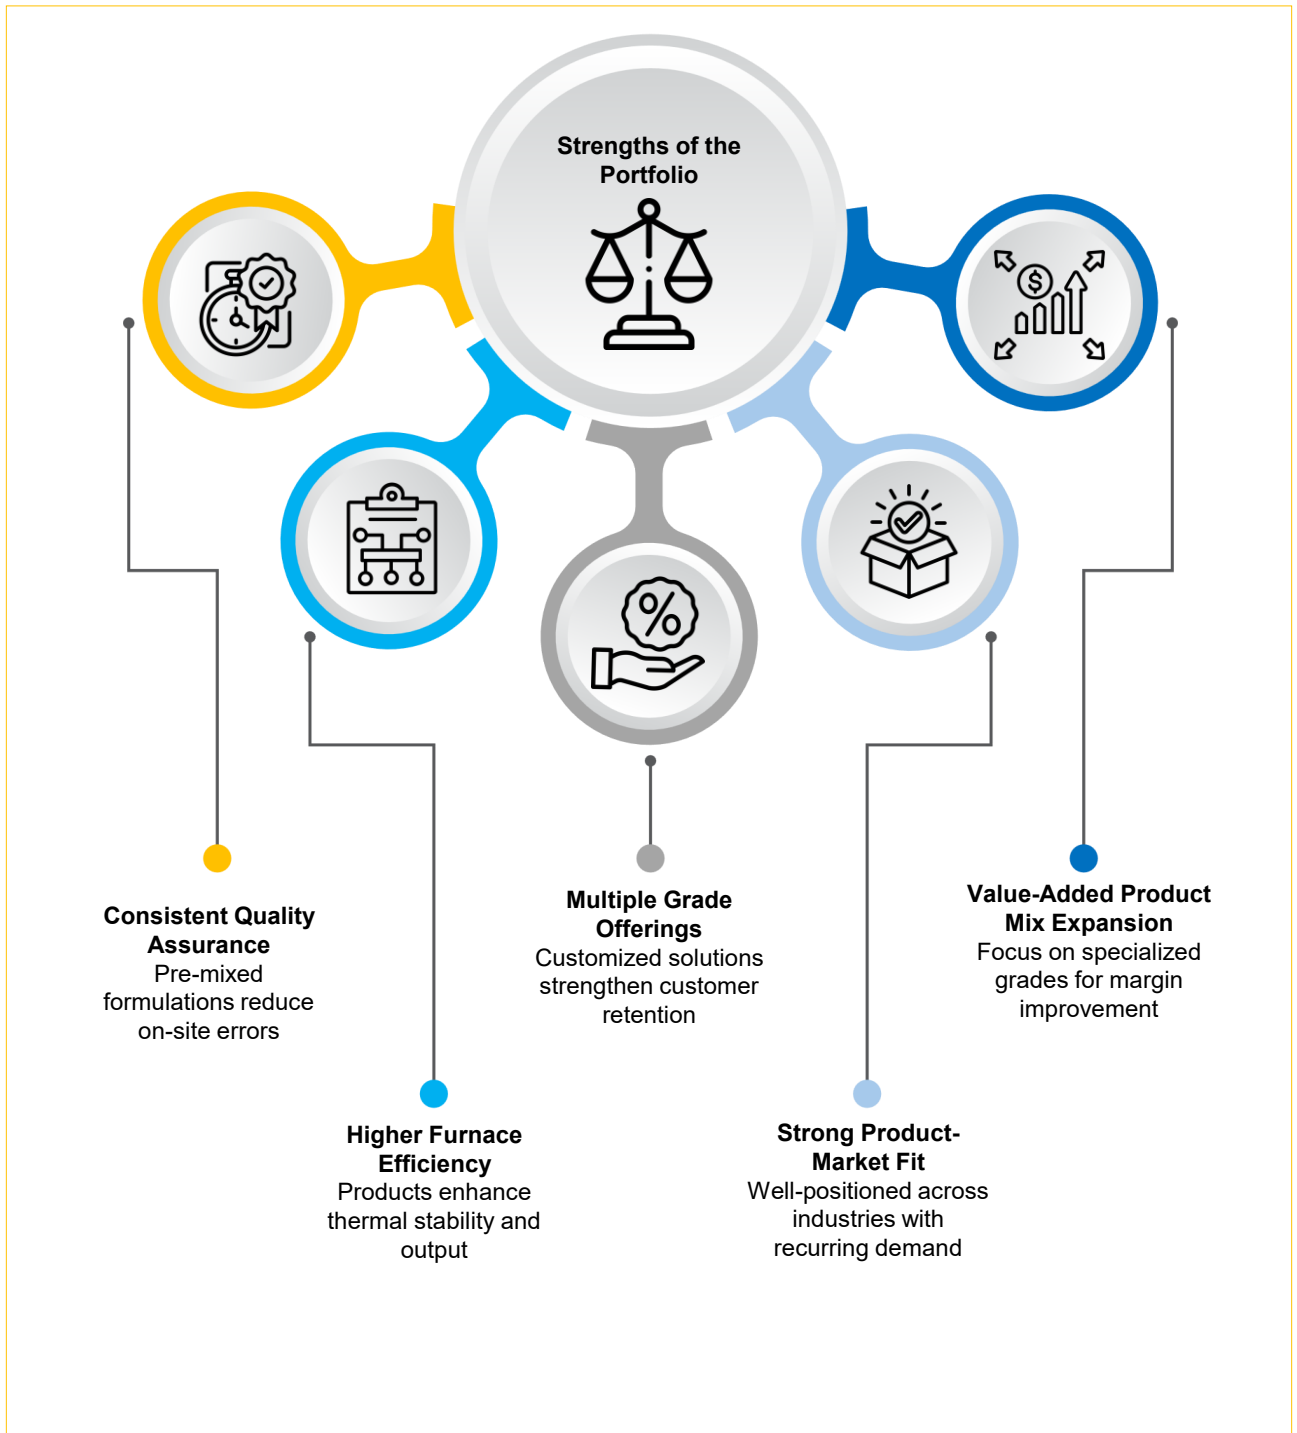 Strengths of the
Portfolio
Consistent Quality
Assurance
Pre-mixed
formulations reduce
on-site errors
Higher Furnace
Efficiency
Products enhance
thermal stability and
output
Multiple Grade
Offerings
Customized solutions
strengthen customer
retention
Strong Product-
Market Fit
Well-positioned across
industries with
recurring demand
Value-Added Product
Mix Expansion
Focus on specialized
grades for margin
improvement